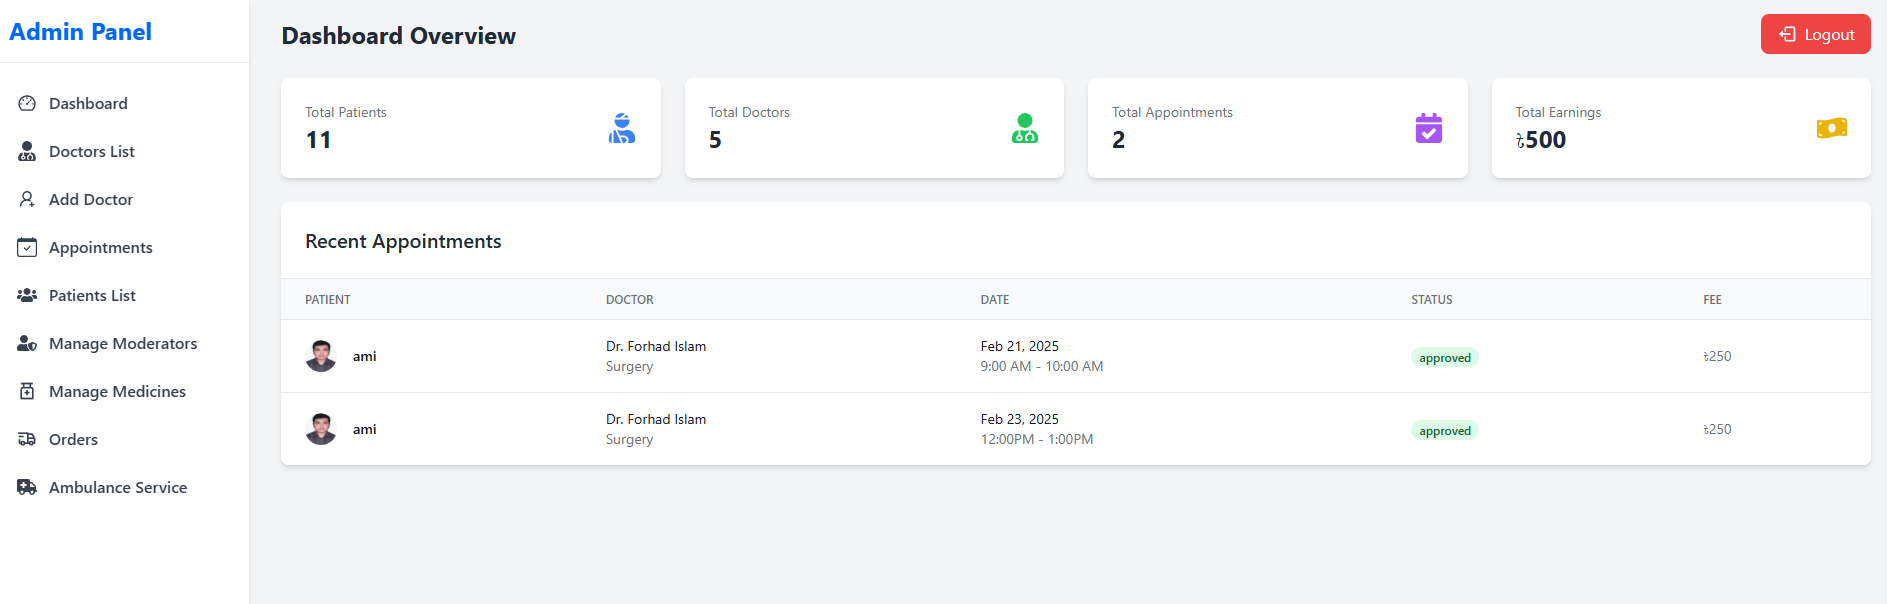 Admin Panel
Dashboard
Doctors List
Add Doctor
Appointments
Patients List
Manage Moderators
Manage Medicines
Orders
Ambulance Service
Dashboard Overview
Logout
Total Patients
11
Total Doctors
5
Total Appointments
2
Total Earnings
৳500
Recent Appointments
PATIENT DOCTOR DATE STATUS FEE
ami Dr. Forhad Islam Feb 21, 2025 approved ৳250
Surgery 9:00 AM - 10:00 AM
ami Dr. Forhad Islam Feb 23, 2025 approved ৳250
Surgery 12:00PM - 1:00PM